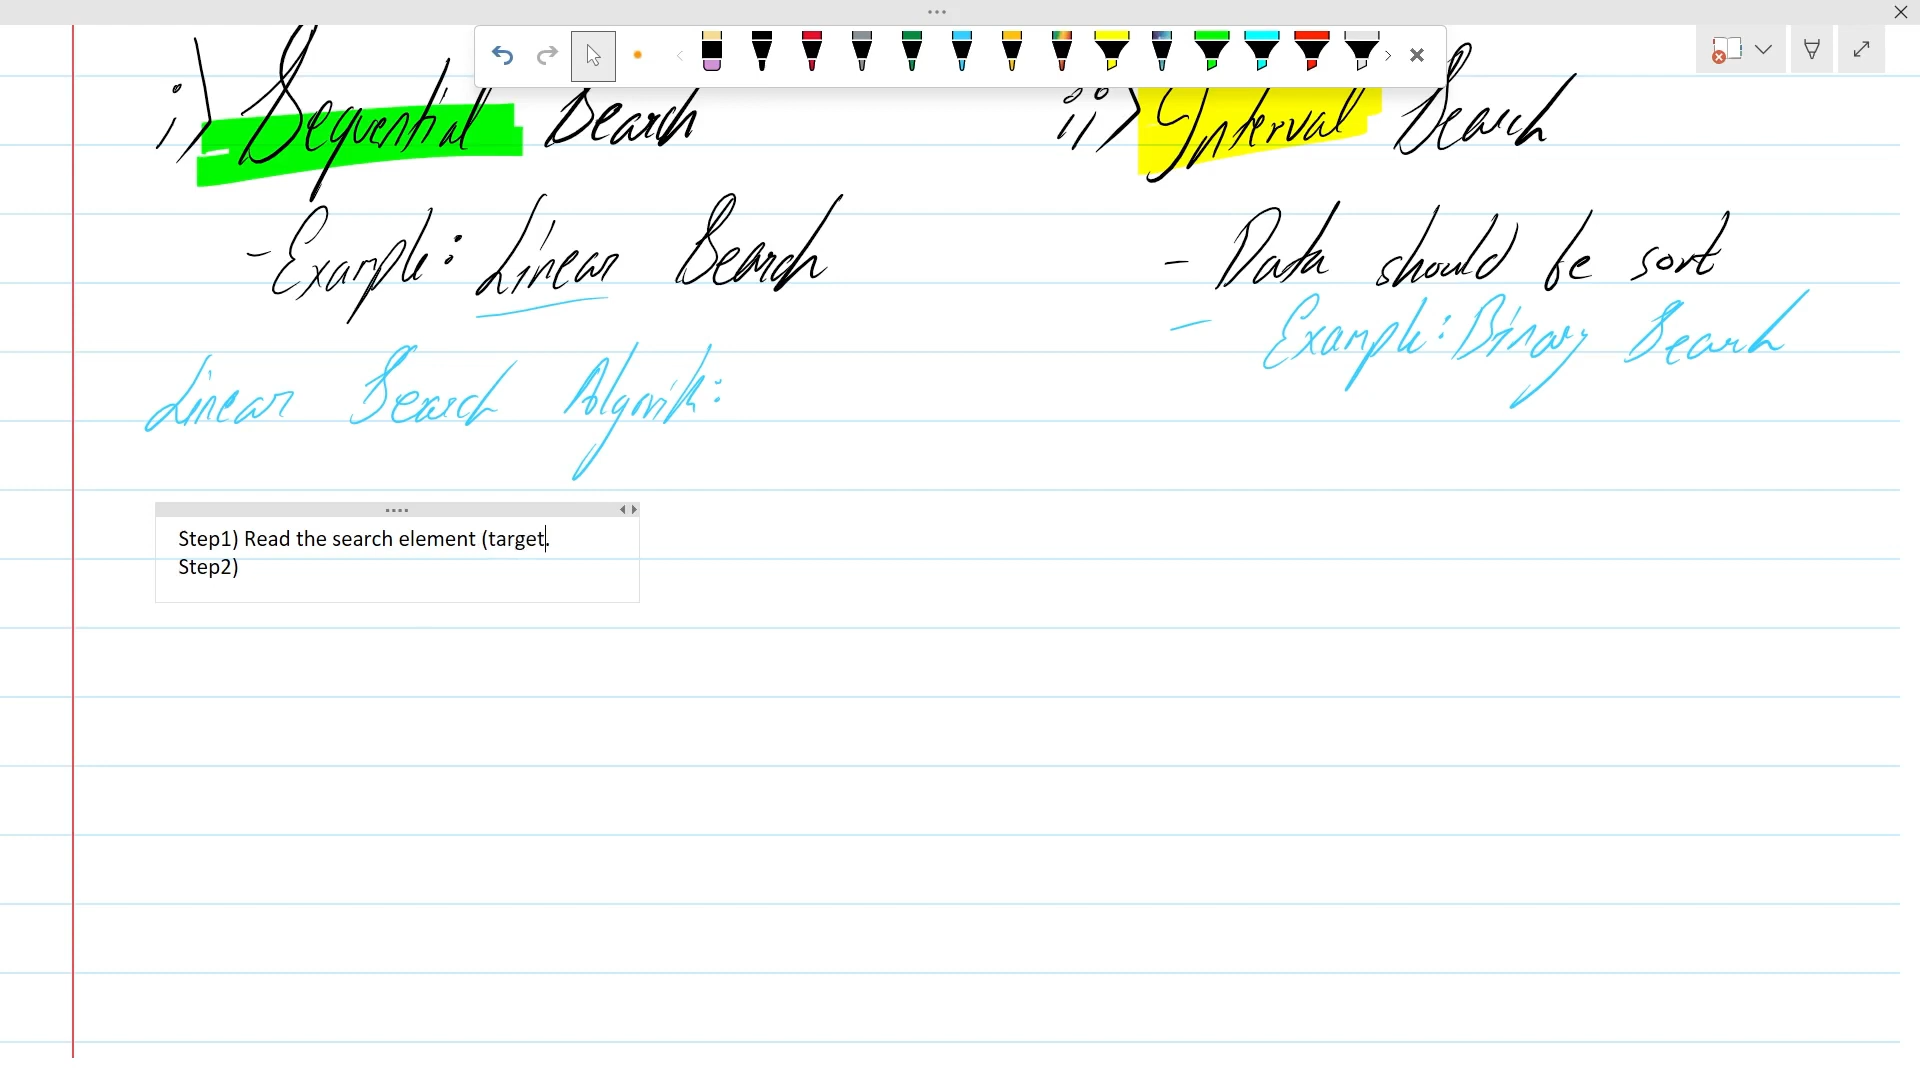 i) Sequential Search
ii) Interval Search
- Example: Linear Search
- Data should be sort
- Example: Binary Search
Linear Search Algorith:
Step1) Read the search element (target.
Step2)